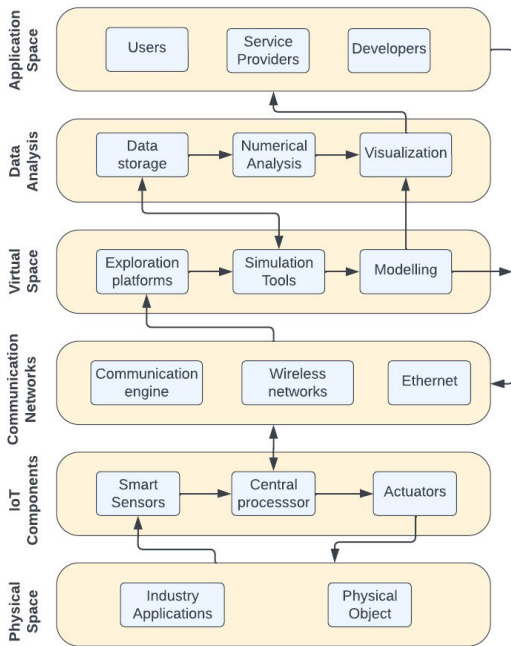 Application
Space
Users
Service
Providers
Developers
Data
Analysis
Data
storage
Numerical
Analysis
Visualization
Virtual
Space
Exploration
platforms
Simulation
Tools
Modelling
Communication
Networks
Communication
engine
Wireless
networks
Ethernet
IoT
Components
Smart
Sensors
Central
processsor
Actuators
Physical
Space
Industry
Applications
Physical
Object